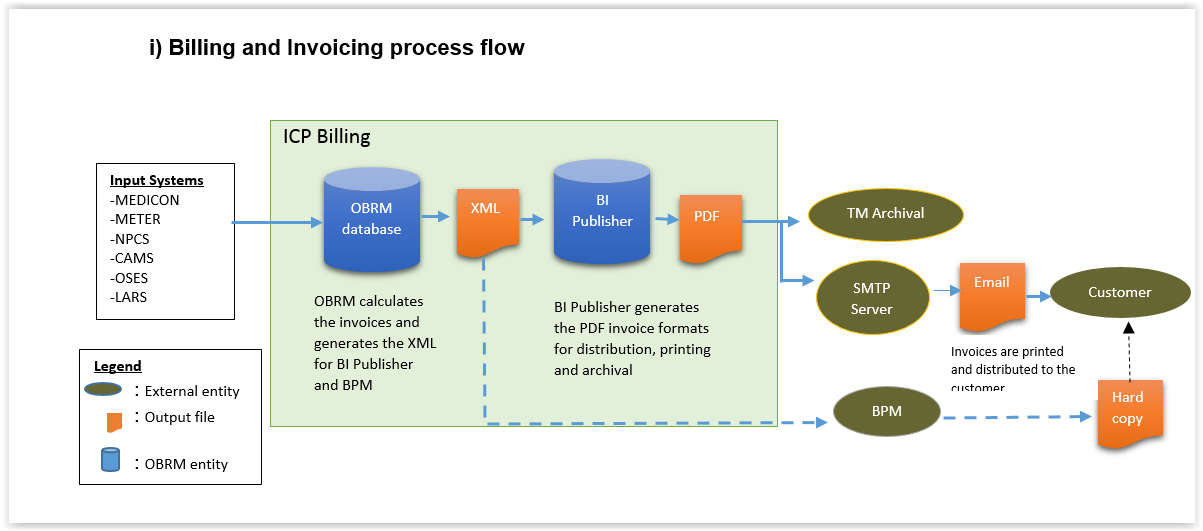 i) Billing and Invoicing process flow
ICP Billing
Input Systems
-MEDICON
-METER
-NPCS
-CAMS
-OSES
-LARS
OBRM
database
XML
BI
Publisher
PDF
TM Archival
SMTP
Server
Email
Customer
OBRM calculates
the invoices and
generates the XML
for BI Publisher
and BPM
BI Publisher generates
the PDF invoice formats
for distribution, printing
and archival
Invoices are printed
and distributed to the
customer
BPM
Hard
copy
Legend
: External entity
: Output file
: OBRM entity